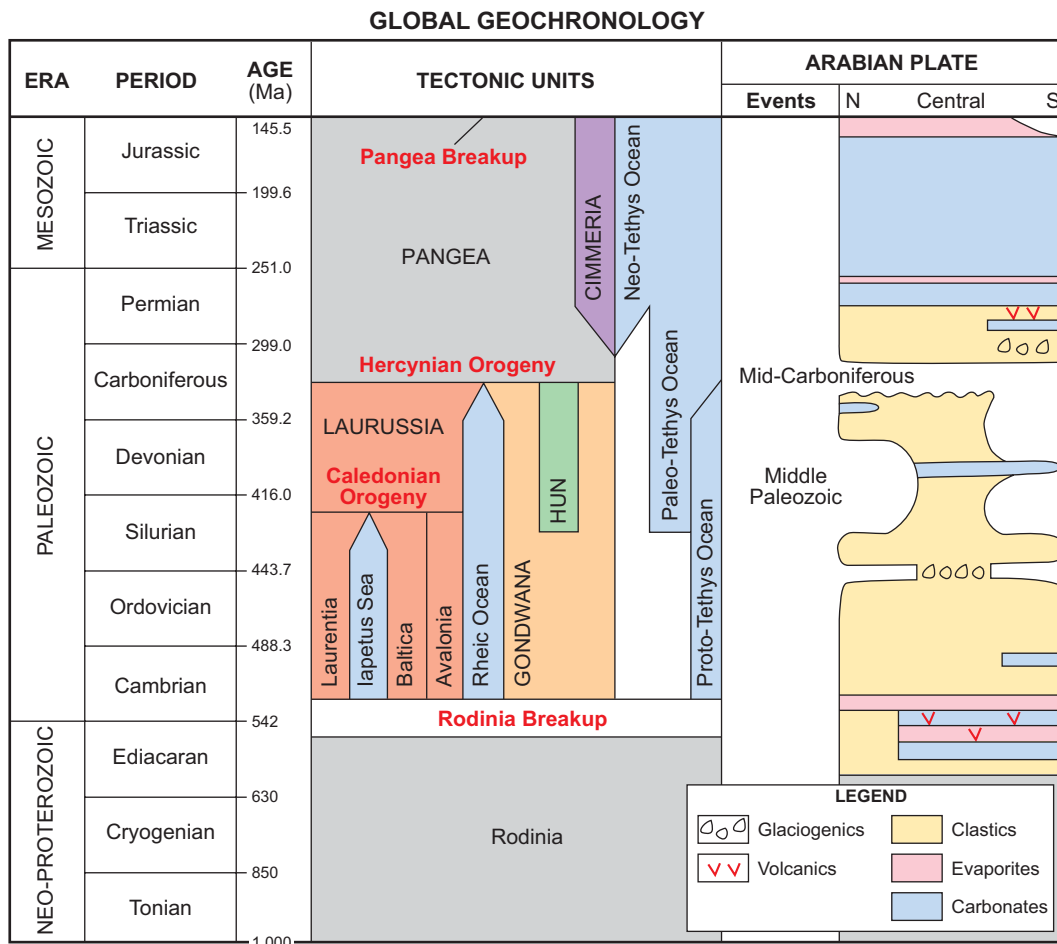 GLOBAL GEOCHRONOLOGY
ERA
PERIOD
AGE
(Ma)
TECTONIC UNITS
ARABIAN PLATE
Events
N
Central
S
MESOZOIC
PALEOZOIC
NEO-PROTEROZOIC
Jurassic
Triassic
Permian
Carboniferous
Devonian
Silurian
Ordovician
Cambrian
Ediacaran
Cryogenian
Tonian
145.5
199.6
251.0
299.0
359.2
416.0
443.7
488.3
542
630
850
1,000
Pangea Breakup
PANGEA
CIMMERIA
Neo-Tethys Ocean
Hercynian Orogeny
LAURUSSIA
Caledonian
Orogeny
HUN
Paleo-Tethys Ocean
Proto-Tethys Ocean
Laurentia
Iapetus Sea
Baltica
Avalonia
Rheic Ocean
GONDWANA
Rodinia Breakup
Rodinia
Mid-Carboniferous
Middle
Paleozoic
LEGEND
Glaciogenics
Volcanics
Clastics
Evaporites
Carbonates